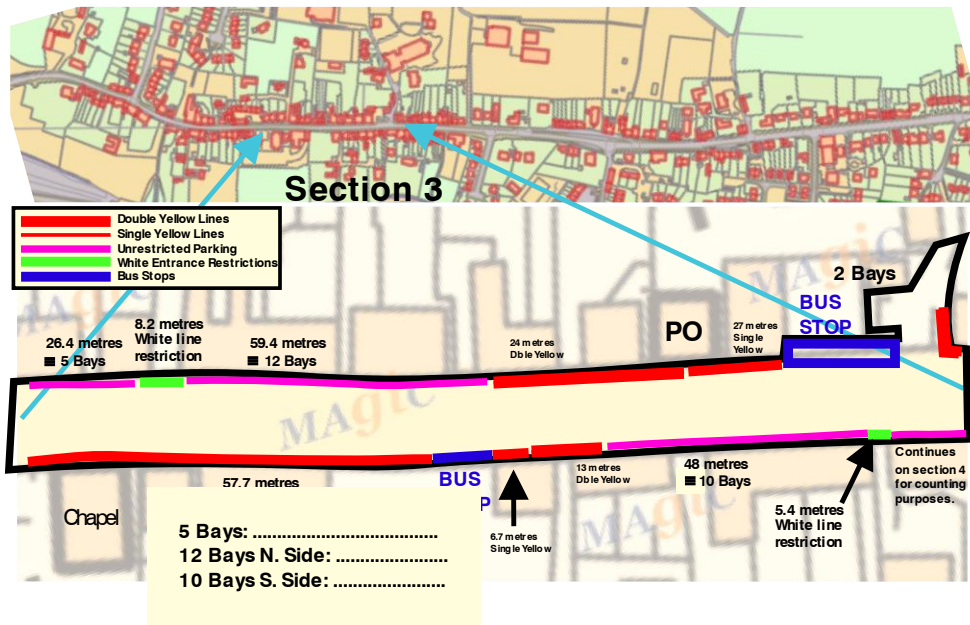 Section 3
Double Yellow Lines
Single Yellow Lines
Unrestricted Parking
White Entrance Restrictions
Bus Stops
2 Bays
BUS
STOP
8.2 metres
White line
restriction
26.4 metres
≡ 5 Bays
59.4 metres
≡ 12 Bays
24 metres
Dble Yellow
PO
27 metres
Single
Yellow
MAgiC
MAgiC
MAgiC
MAgiC
57.7 metres
BUS
P
13 metres
Dble Yellow
48 metres
≡ 10 Bays
Continues
on section 4
for counting
purposes.
Chapel
6.7 metres
Single Yellow
5.4 metres
White line
restriction
5 Bays: .....................................
12 Bays N. Side: ............................
10 Bays S. Side: ......................